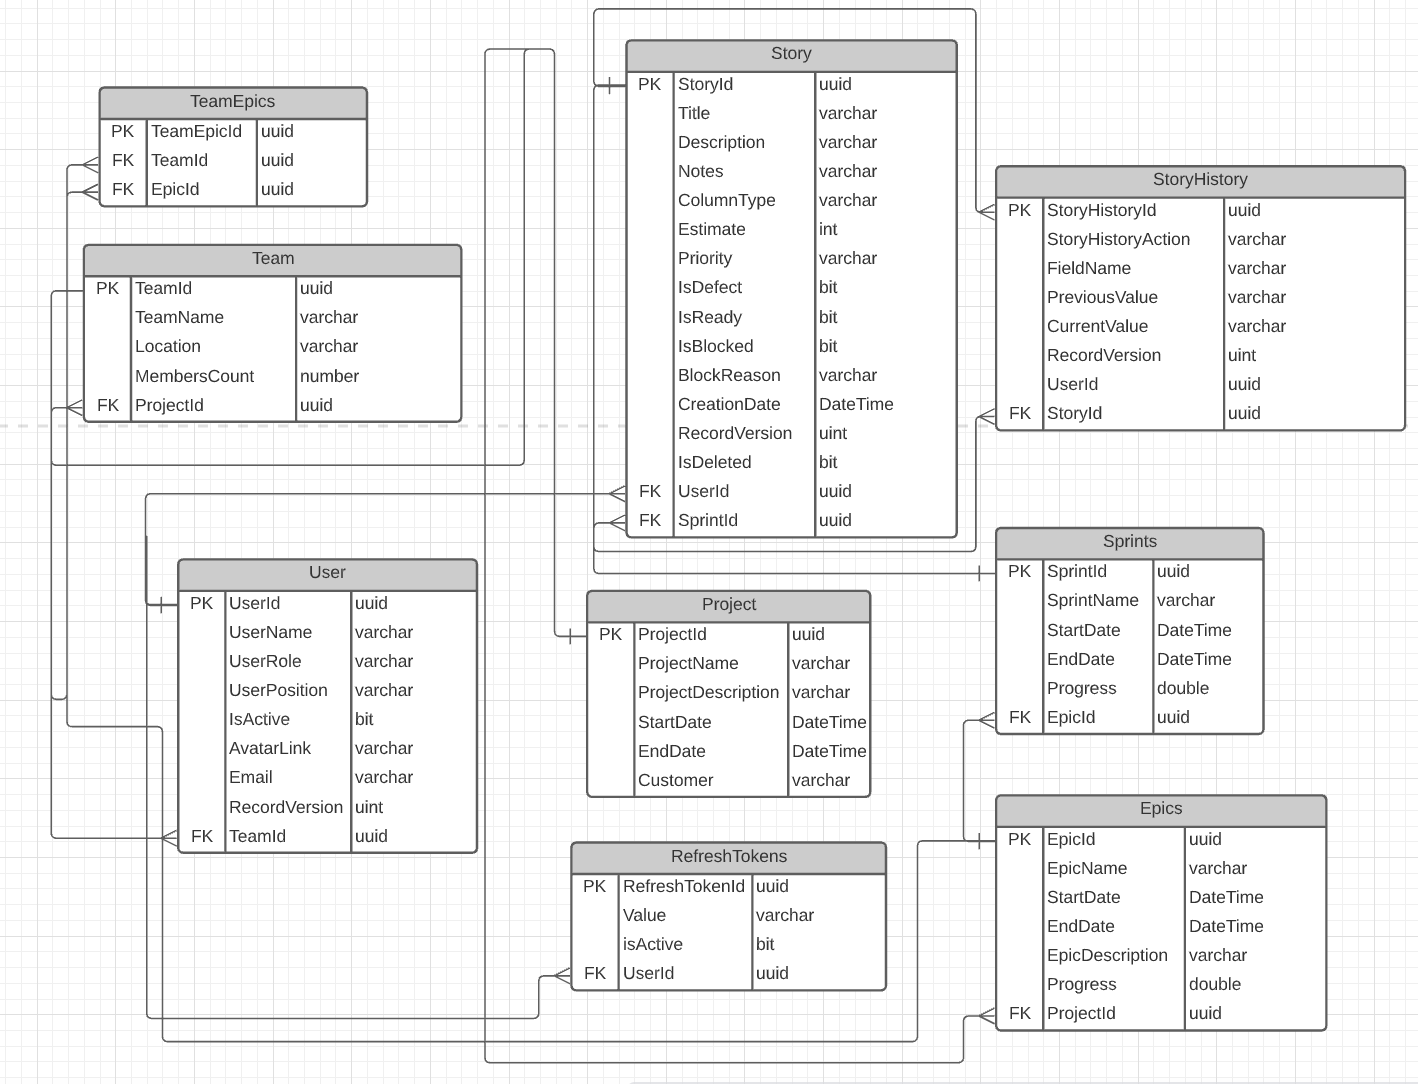 TeamEpics
PK TeamEpicId uuid
FK TeamId uuid
FK EpicId uuid
Team
PK TeamId uuid
TeamName varchar
Location varchar
MembersCount number
FK ProjectId uuid
User
PK UserId uuid
UserName varchar
UserRole varchar
UserPosition varchar
IsActive bit
AvatarLink varchar
Email varchar
RecordVersion uint
FK TeamId uuid
Story
PK StoryId uuid
Title varchar
Description varchar
Notes varchar
ColumnType varchar
Estimate int
Priority varchar
IsDefect bit
IsReady bit
IsBlocked bit
BlockReason varchar
CreationDate DateTime
RecordVersion uint
IsDeleted bit
FK UserId uuid
FK SprintId uuid
Project
PK ProjectId uuid
ProjectName varchar
ProjectDescription varchar
StartDate DateTime
EndDate DateTime
Customer varchar
RefreshTokens
PK RefreshTokenId uuid
Value varchar
isActive bit
FK UserId uuid
StoryHistory
PK StoryHistoryId uuid
StoryHistoryAction varchar
FieldName varchar
PreviousValue varchar
CurrentValue varchar
RecordVersion uint
UserId uuid
FK StoryId uuid
Sprints
PK SprintId uuid
SprintName varchar
StartDate DateTime
EndDate DateTime
Progress double
FK EpicId uuid
Epics
PK EpicId uuid
EpicName varchar
StartDate DateTime
EndDate DateTime
EpicDescription varchar
Progress double
FK ProjectId uuid